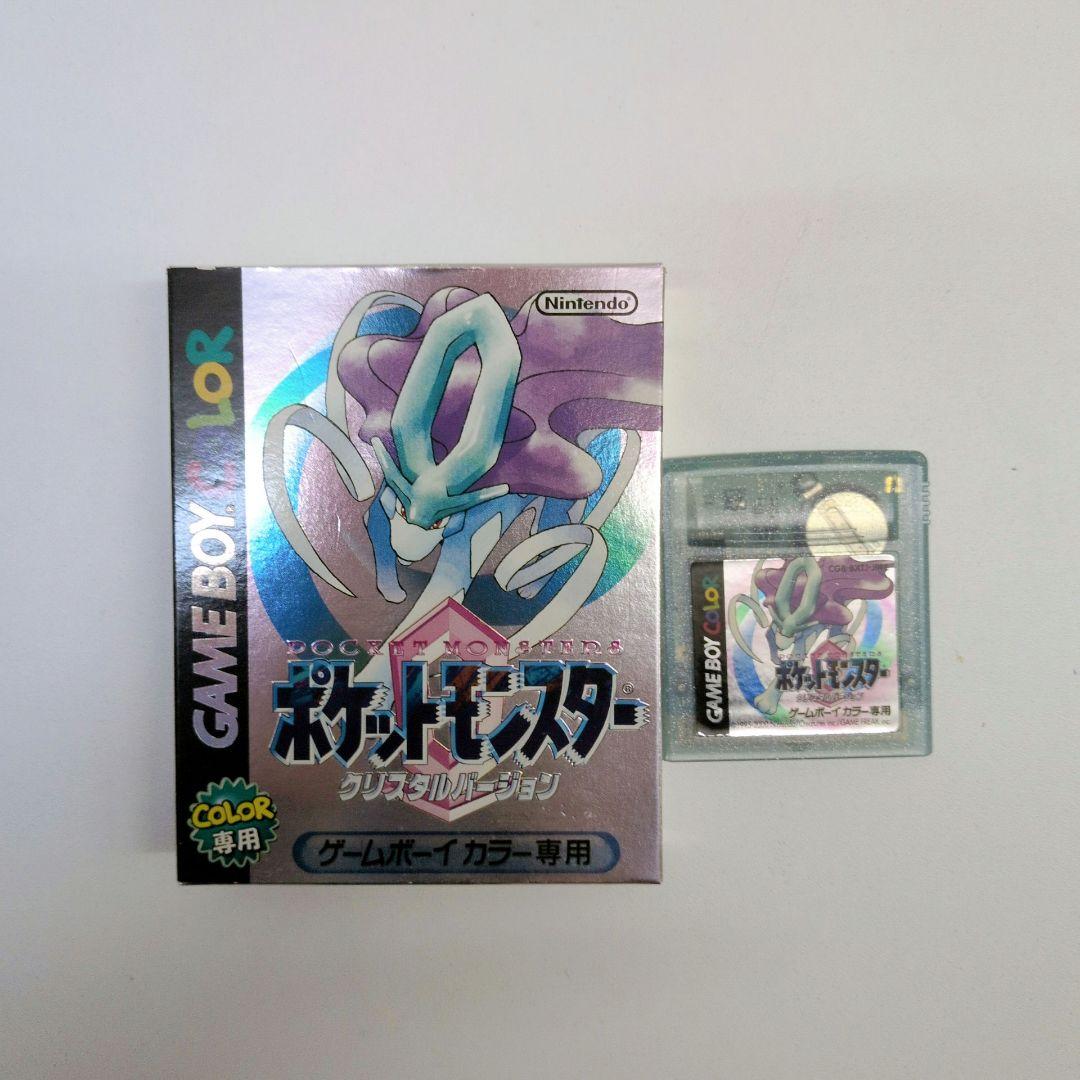 GAME BOY COLOR
Nintendo®
POCKET MONSTERS
ポケットモンスター®
クリスタルバージョン
COLOR
専用
ゲームボーイ カラー専用
GAME BOY COLOR
ポケットモンスター
ゲームボーイ カラー専用